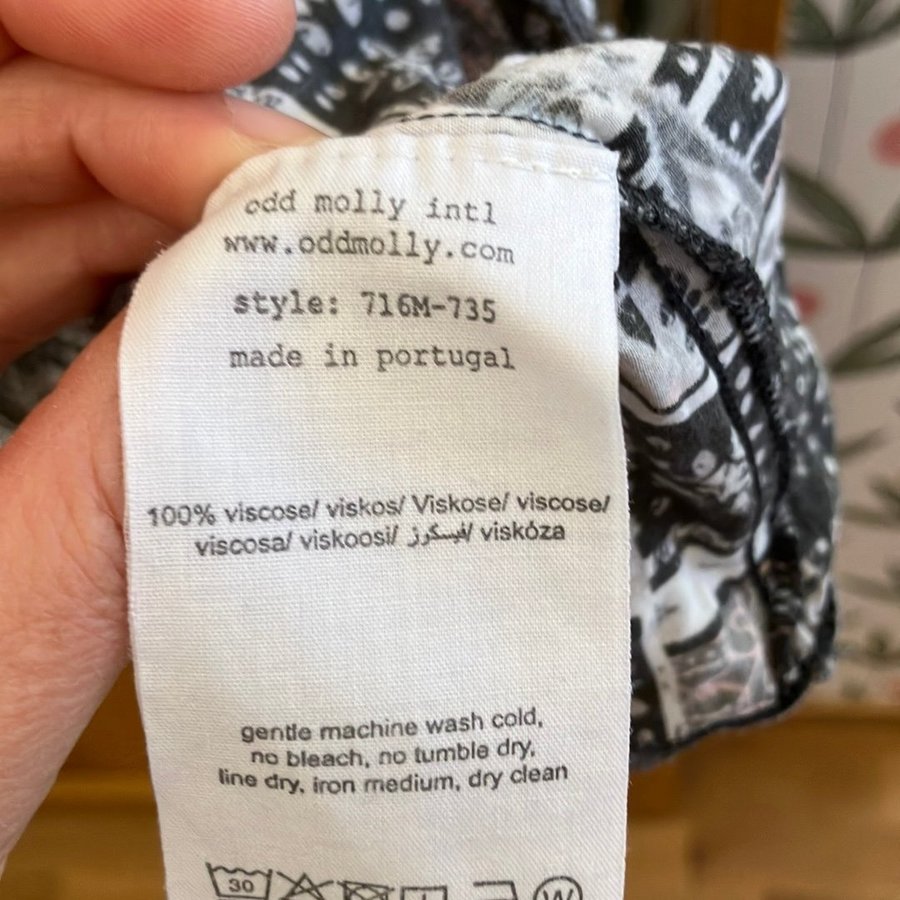 odd molly intl
www.oddmolly.com
style: 716M-735
made in portugal
100% viscose/ viskos/ Viskose/ viscose/
viscosa/ viskoosi/ فيسكوز/ viskóza
gentle machine wash cold,
no bleach, no tumble dry,
line dry, iron medium, dry clean
30 W